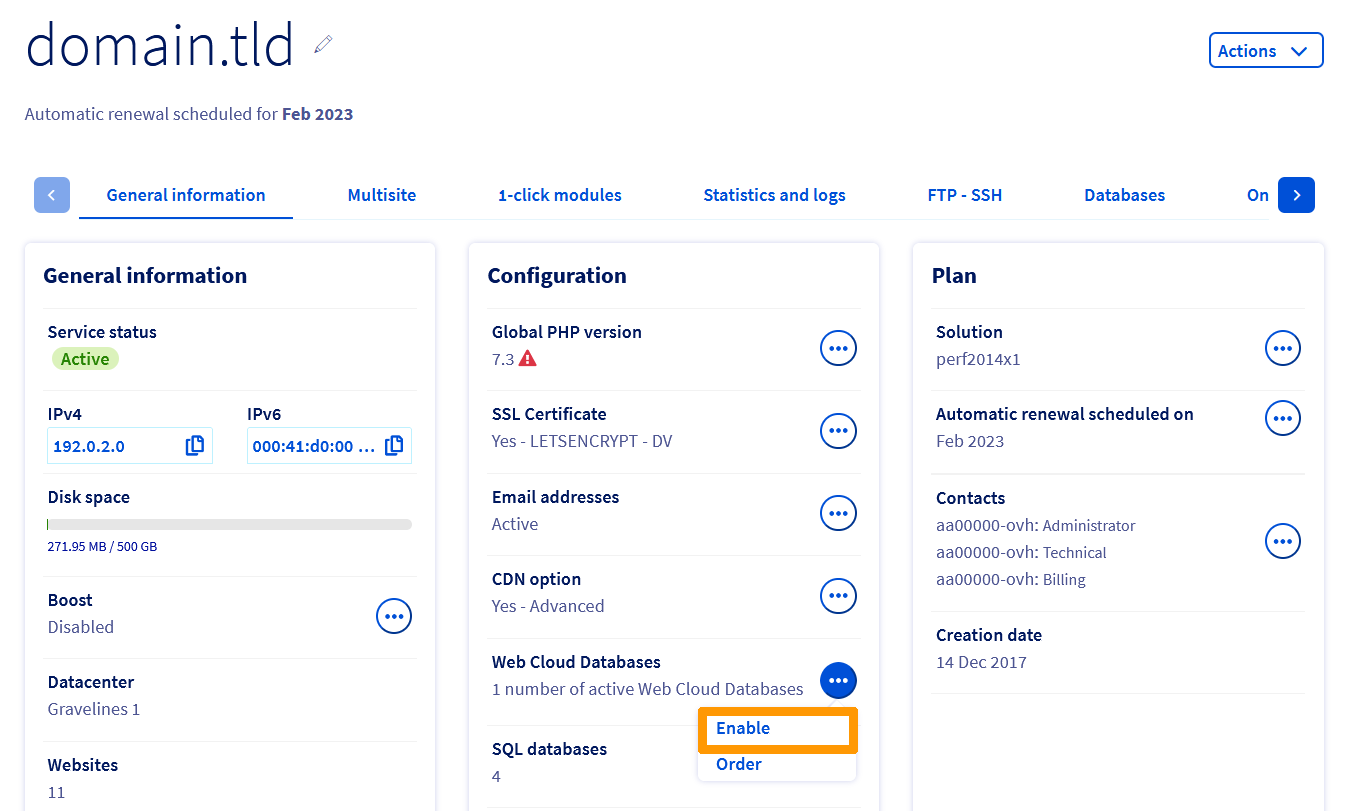 domain.tld
Actions
Automatic renewal scheduled for Feb 2023
General information
Multisite
1-click modules
Statistics and logs
FTP - SSH
Databases
On
General information
Service status
Active
IPv4
IPv6
192.0.2.0
000:41:d0:00 ...
Disk space
271.95 MB / 500 GB
Boost
Disabled
Datacenter
Gravelines 1
Websites
11
Configuration
Global PHP version
7.3
SSL Certificate
Yes - LETSENCRYPT - DV
Email addresses
Active
CDN option
Yes - Advanced
Web Cloud Databases
1 number of active Web Cloud Databases
Enable
Order
SQL databases
4
Plan
Solution
perf2014x1
Automatic renewal scheduled on
Feb 2023
Contacts
aa00000-ovh: Administrator
aa00000-ovh: Technical
aa00000-ovh: Billing
Creation date
14 Dec 2017